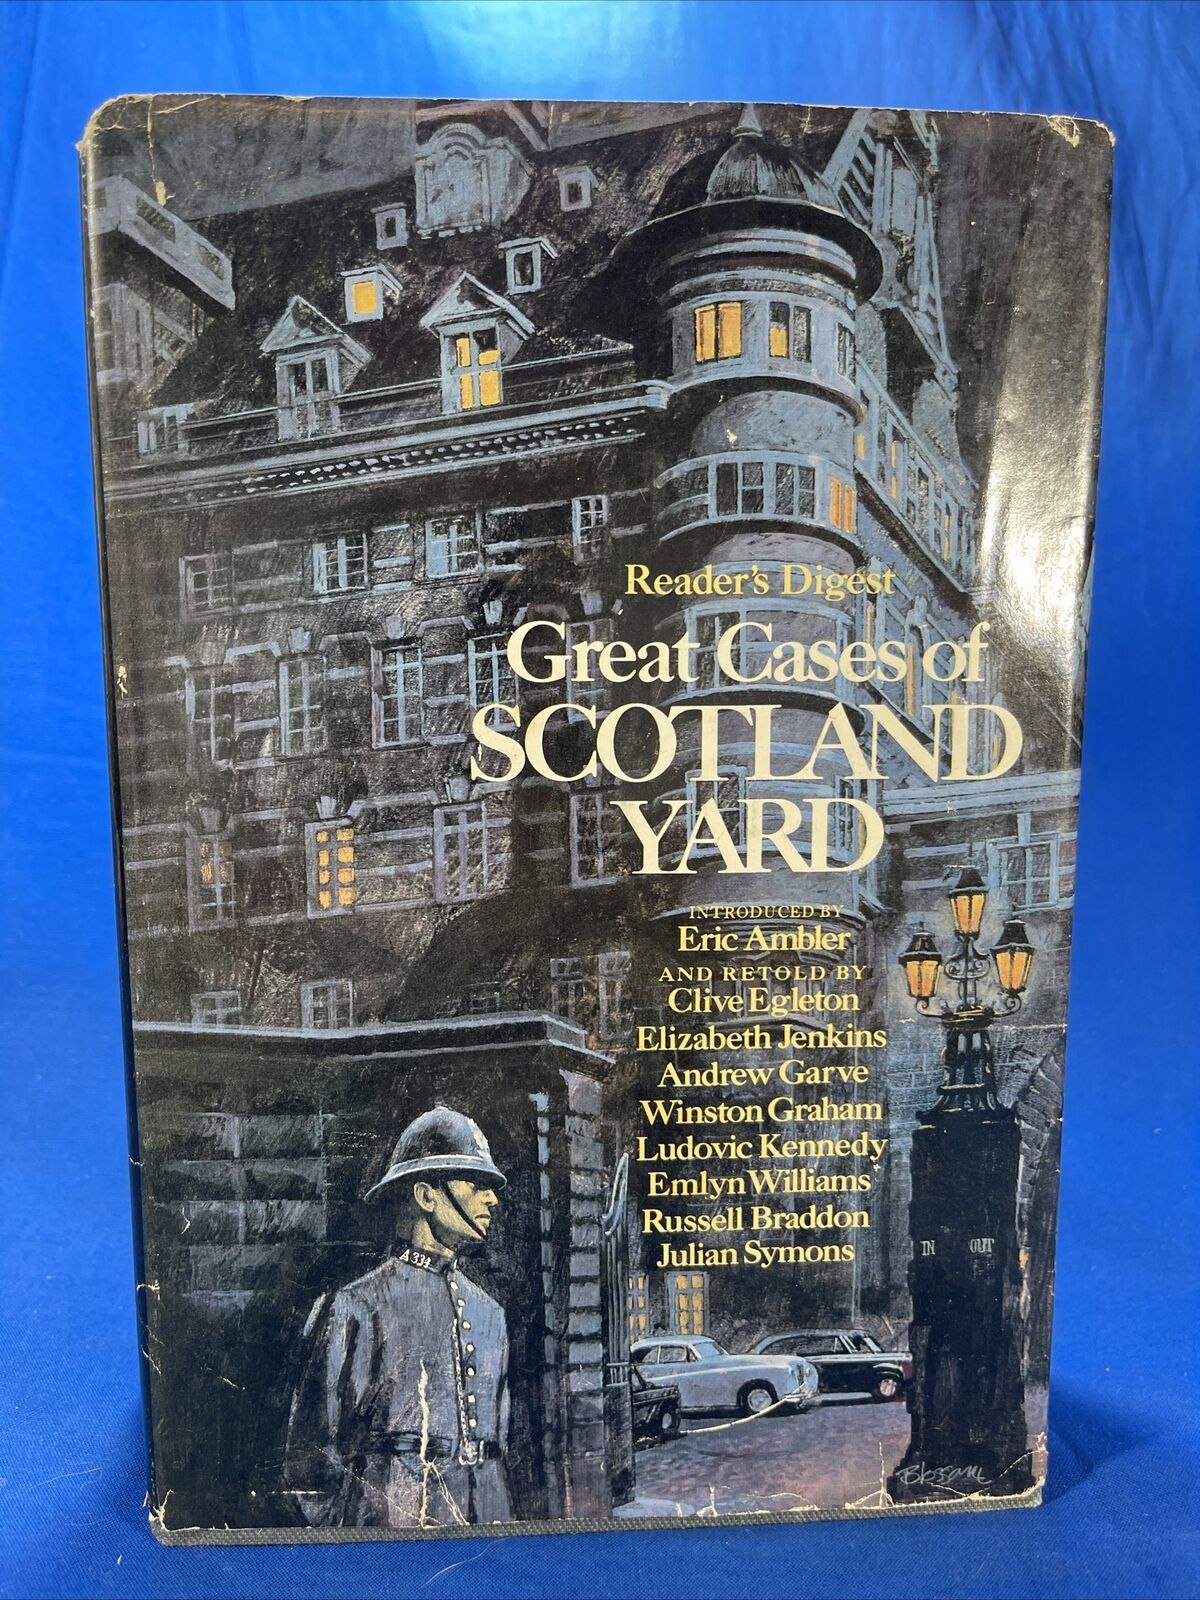 Reader's Digest
Great Cases of
SCOTLAND
YARD
INTRODUCED BY
Eric Ambler
AND RETOLD BY
Clive Egleton
Elizabeth Jenkins
Andrew Garve
Winston Graham
Ludovic Kennedy
Emlyn Williams
Russell Braddon
Julian Symons
IN OUT
A 334